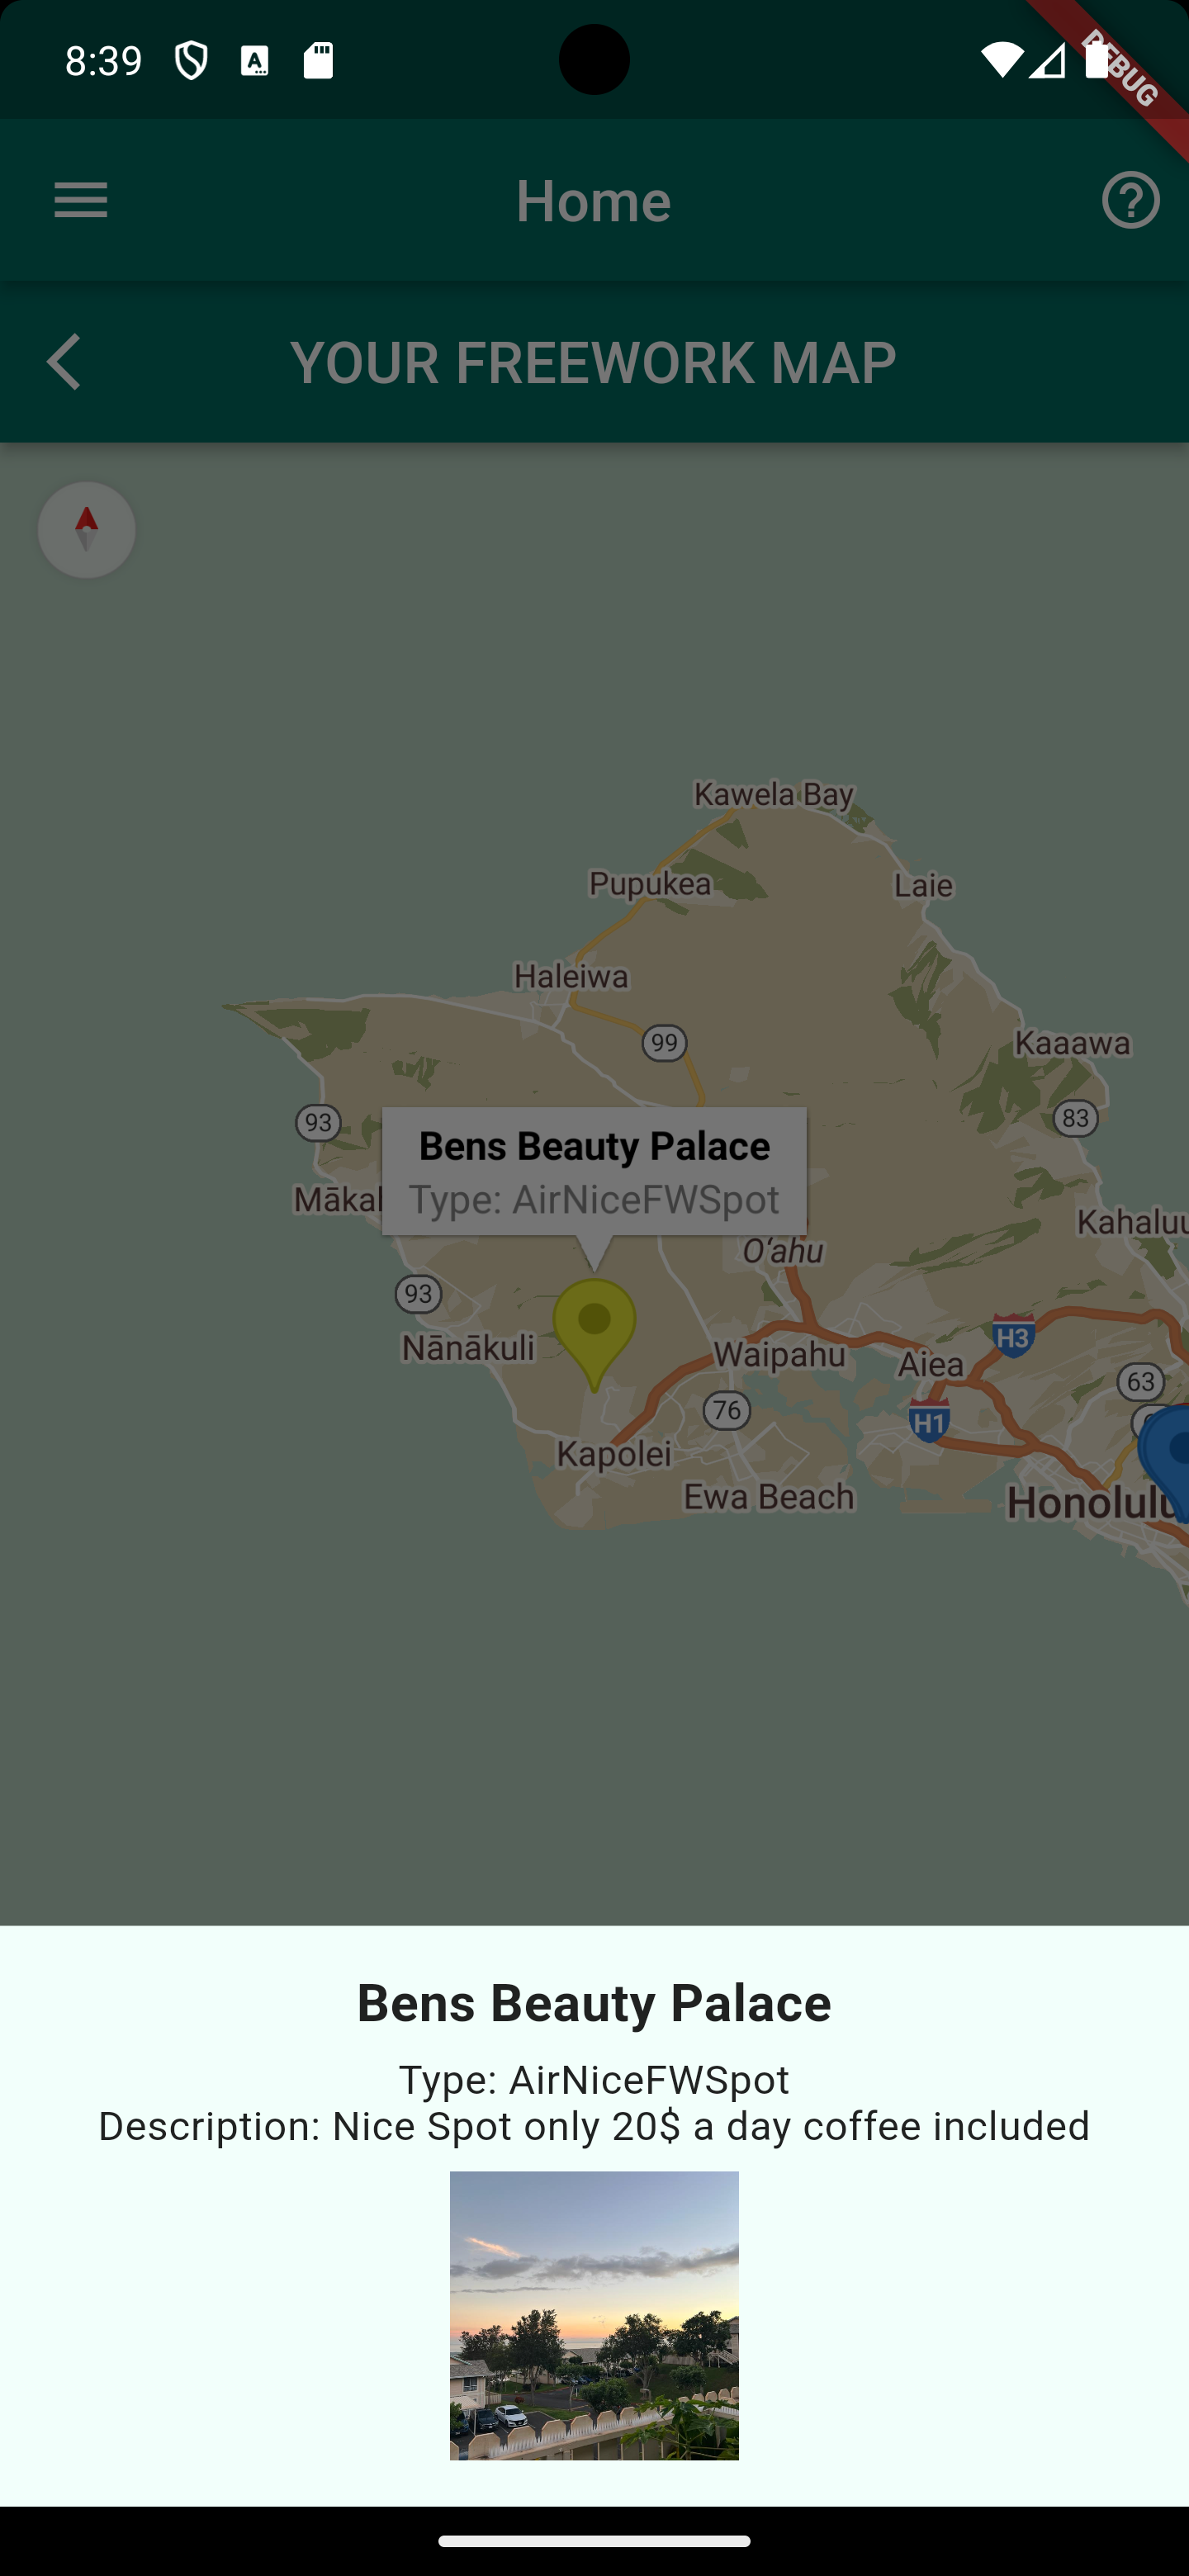 8:39
DEBUG
Home
YOUR FREEWORK MAP
Kawela Bay
Pupukea
Laie
Haleiwa
99
Kaaawa
93
83
Bens Beauty Palace
Type: AirNiceFWSpot
Kahaluu
O‘ahu
93
Nānākuli
H3
Waipahu
Aiea
63
76
H1
Kapolei
Ewa Beach
Honolulu
Bens Beauty Palace
Type: AirNiceFWSpot
Description: Nice Spot only 20$ a day coffee included